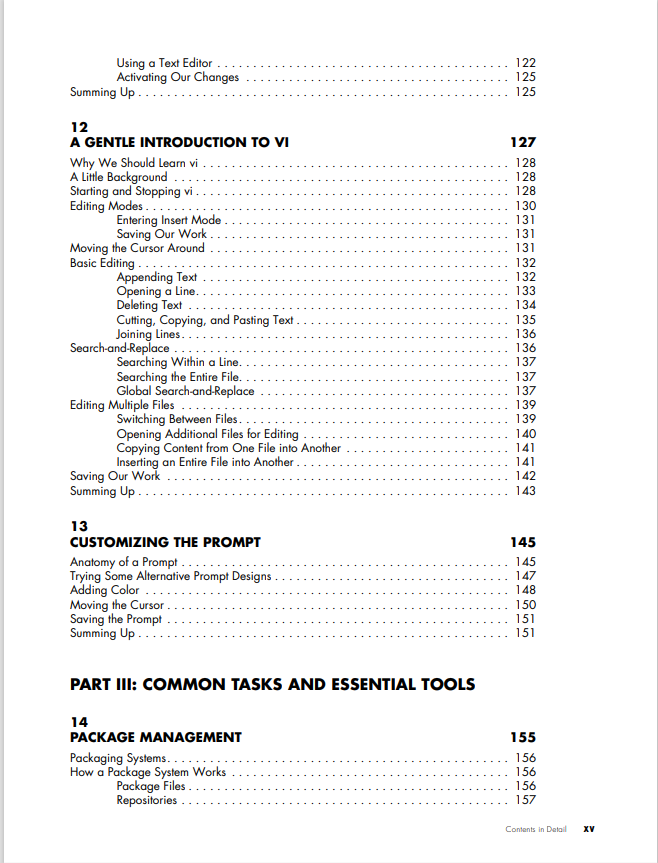 Using a Text Editor . . . . . . . . . . . . . . . . . . . . . . . . . . . . . . . . . . . . . . . . . 122
Activating Our Changes . . . . . . . . . . . . . . . . . . . . . . . . . . . . . . . . . . . . . 125
Summing Up . . . . . . . . . . . . . . . . . . . . . . . . . . . . . . . . . . . . . . . . . . . . . . . . . . . . 125
12
A GENTLE INTRODUCTION TO VI 127
Why We Should Learn vi . . . . . . . . . . . . . . . . . . . . . . . . . . . . . . . . . . . . . . . . . . . 128
A Little Background . . . . . . . . . . . . . . . . . . . . . . . . . . . . . . . . . . . . . . . . . . . . . . . 128
Starting and Stopping vi . . . . . . . . . . . . . . . . . . . . . . . . . . . . . . . . . . . . . . . . . . . . 128
Editing Modes . . . . . . . . . . . . . . . . . . . . . . . . . . . . . . . . . . . . . . . . . . . . . . . . . . . 130
Entering Insert Mode . . . . . . . . . . . . . . . . . . . . . . . . . . . . . . . . . . . . . . . . 131
Saving Our Work . . . . . . . . . . . . . . . . . . . . . . . . . . . . . . . . . . . . . . . . . . 131
Moving the Cursor Around . . . . . . . . . . . . . . . . . . . . . . . . . . . . . . . . . . . . . . . . . . 131
Basic Editing . . . . . . . . . . . . . . . . . . . . . . . . . . . . . . . . . . . . . . . . . . . . . . . . . . . . 132
Appending Text . . . . . . . . . . . . . . . . . . . . . . . . . . . . . . . . . . . . . . . . . . . 132
Opening a Line. . . . . . . . . . . . . . . . . . . . . . . . . . . . . . . . . . . . . . . . . . . . 133
Deleting Text . . . . . . . . . . . . . . . . . . . . . . . . . . . . . . . . . . . . . . . . . . . . . 134
Cutting, Copying, and Pasting Text . . . . . . . . . . . . . . . . . . . . . . . . . . . . . . 135
Joining Lines. . . . . . . . . . . . . . . . . . . . . . . . . . . . . . . . . . . . . . . . . . . . . . 136
Search-and-Replace . . . . . . . . . . . . . . . . . . . . . . . . . . . . . . . . . . . . . . . . . . . . . . . 136
Searching Within a Line. . . . . . . . . . . . . . . . . . . . . . . . . . . . . . . . . . . . . . 137
Searching the Entire File. . . . . . . . . . . . . . . . . . . . . . . . . . . . . . . . . . . . . . 137
Global Search-and-Replace . . . . . . . . . . . . . . . . . . . . . . . . . . . . . . . . . . . 137
Editing Multiple Files . . . . . . . . . . . . . . . . . . . . . . . . . . . . . . . . . . . . . . . . . . . . . . 139
Switching Between Files. . . . . . . . . . . . . . . . . . . . . . . . . . . . . . . . . . . . . . 139
Opening Additional Files for Editing . . . . . . . . . . . . . . . . . . . . . . . . . . . . . 140
Copying Content from One File into Another . . . . . . . . . . . . . . . . . . . . . . . 141
Inserting an Entire File into Another . . . . . . . . . . . . . . . . . . . . . . . . . . . . . . 141
Saving Our Work . . . . . . . . . . . . . . . . . . . . . . . . . . . . . . . . . . . . . . . . . . . . . . . . 142
Summing Up . . . . . . . . . . . . . . . . . . . . . . . . . . . . . . . . . . . . . . . . . . . . . . . . . . . . 143
13
CUSTOMIZING THE PROMPT 145
Anatomy of a Prompt . . . . . . . . . . . . . . . . . . . . . . . . . . . . . . . . . . . . . . . . . . . . . . 145
Trying Some Alternative Prompt Designs . . . . . . . . . . . . . . . . . . . . . . . . . . . . . . . . . 147
Adding Color . . . . . . . . . . . . . . . . . . . . . . . . . . . . . . . . . . . . . . . . . . . . . . . . . . . 148
Moving the Cursor . . . . . . . . . . . . . . . . . . . . . . . . . . . . . . . . . . . . . . . . . . . . . . . . 150
Saving the Prompt . . . . . . . . . . . . . . . . . . . . . . . . . . . . . . . . . . . . . . . . . . . . . . . . 151
Summing Up . . . . . . . . . . . . . . . . . . . . . . . . . . . . . . . . . . . . . . . . . . . . . . . . . . . . 151
PART III: COMMON TASKS AND ESSENTIAL TOOLS
14
PACKAGE MANAGEMENT 155
Packaging Systems. . . . . . . . . . . . . . . . . . . . . . . . . . . . . . . . . . . . . . . . . . . . . . . . 156
How a Package System Works . . . . . . . . . . . . . . . . . . . . . . . . . . . . . . . . . . . . . . . 156
Package Files . . . . . . . . . . . . . . . . . . . . . . . . . . . . . . . . . . . . . . . . . . . . . 156
Repositories . . . . . . . . . . . . . . . . . . . . . . . . . . . . . . . . . . . . . . . . . . . . . . 157
Contents in Detail xv